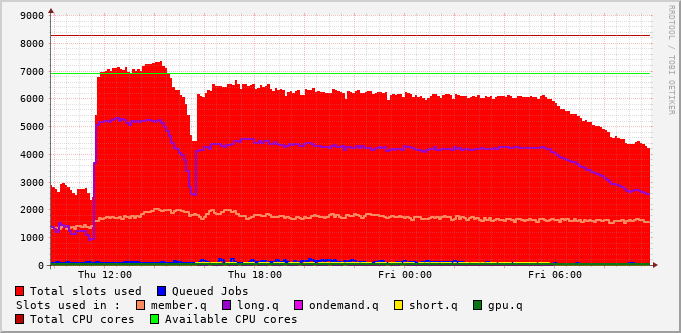 RRDTOOL / TOBI OETIKER
9000
8000
7000
6000
5000
4000
3000
2000
1000
0
Thu 12:00 Thu 18:00 Fri 00:00 Fri 06:00
Total slots used Queued Jobs
Slots used in : member.q long.q ondemand.q short.q gpu.q
Total CPU cores Available CPU cores